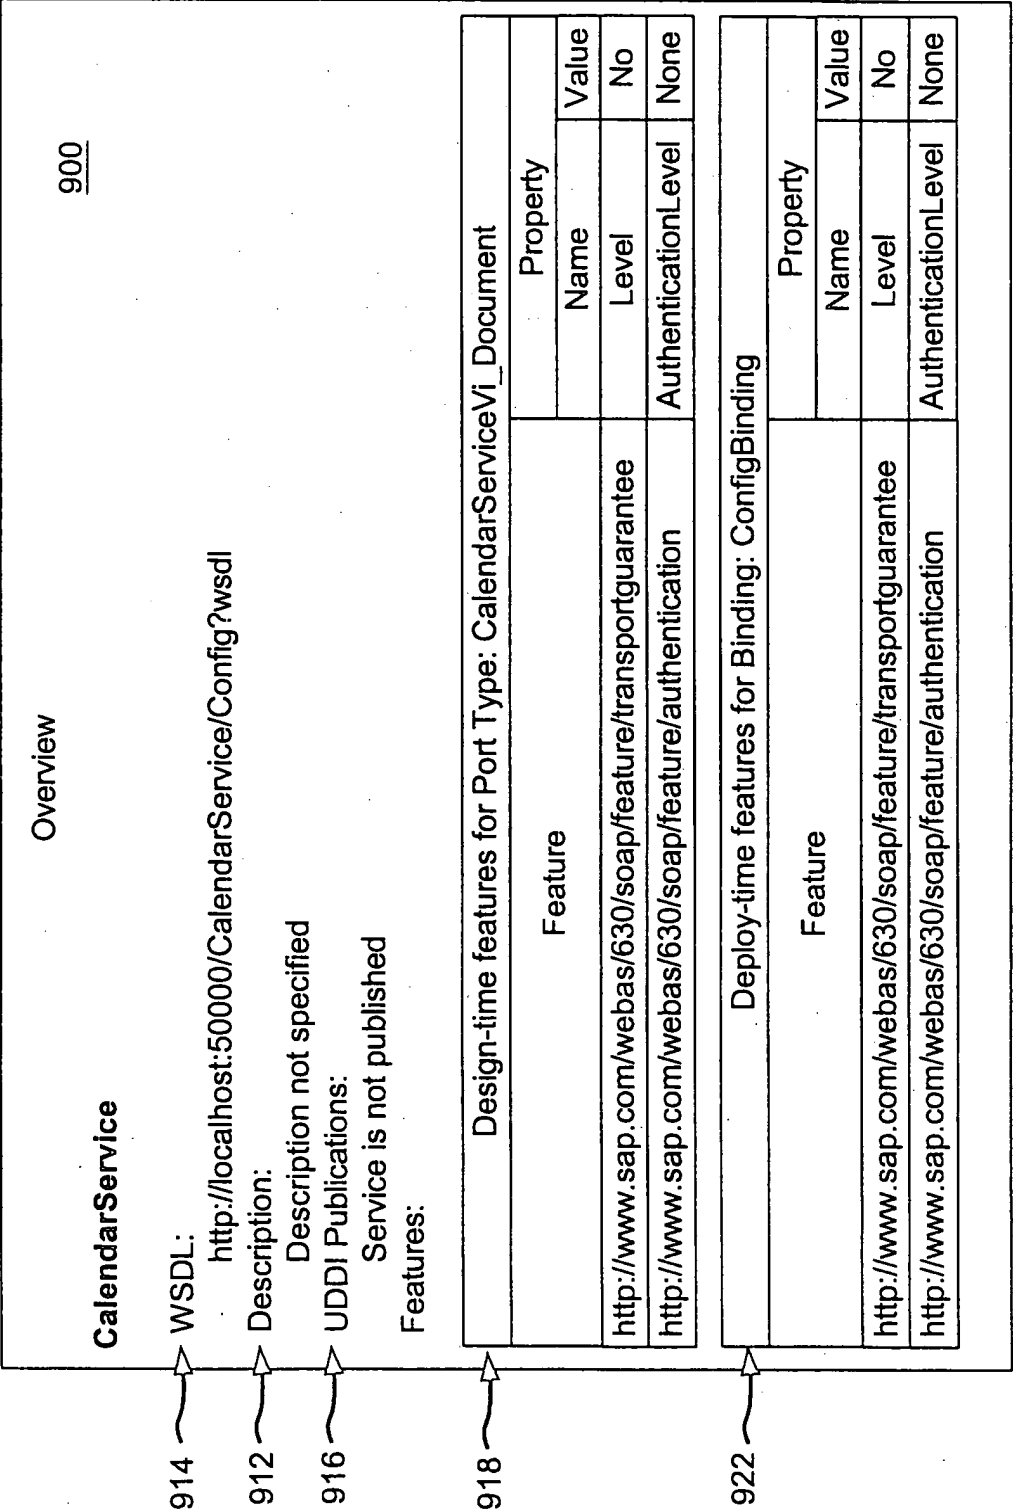 Overview
900
CalendarService
914
WSDL:
http://localhost:50000/CalendarService/Config?wsdl
912
Description:
Description not specified
916
UDDI Publications:
Service is not published
Features:
918
Design-time features for Port Type: CalendarServiceVi_Document
Feature
Property
Name
Value
http://www.sap.com/webas/630/soap/feature/transportguarantee
Level
No
http://www.sap.com/webas/630/soap/feature/authentication
AuthenticationLevel
None
922
Deploy-time features for Binding: ConfigBinding
Feature
Property
Name
Value
http://www.sap.com/webas/630/soap/feature/transportguarantee
Level
No
http://www.sap.com/webas/630/soap/feature/authentication
AuthenticationLevel
None